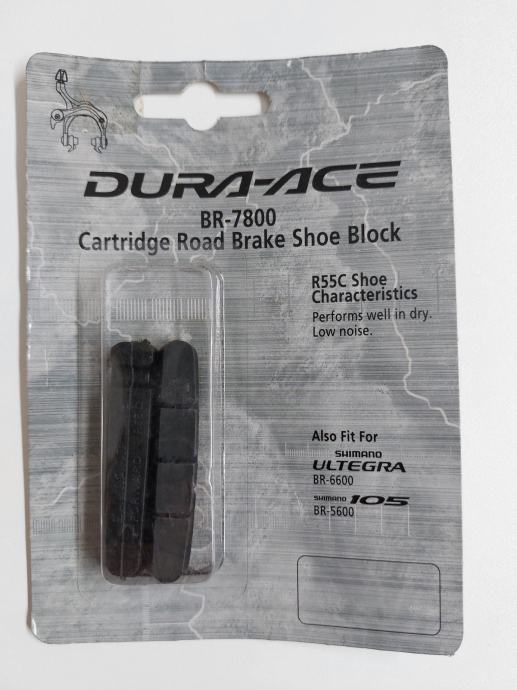 DURA-ACE
BR-7800
Cartridge Road Brake Shoe Block
R55C Shoe
Characteristics
Performs well in dry.
Low noise.
Also Fit For
SHIMANO
ULTEGRA
BR-6600
SHIMANO 105
BR-5600